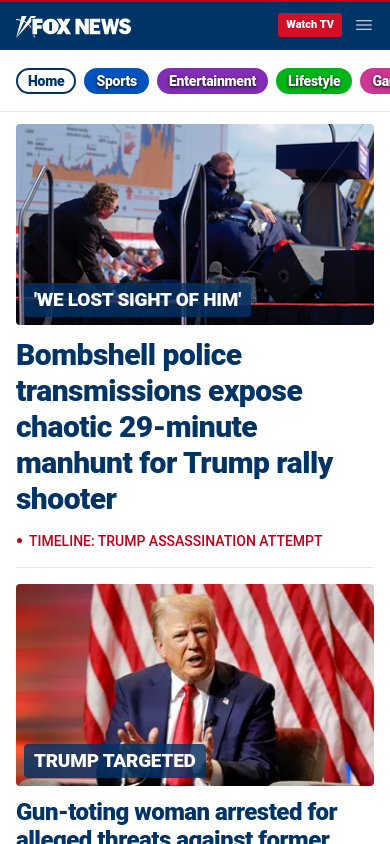 FOX NEWS
Watch TV
Home
Sports
Entertainment
Lifestyle
'WE LOST SIGHT OF HIM'
Bombshell police
transmissions expose
chaotic 29-minute
manhunt for Trump rally
shooter
• TIMELINE: TRUMP ASSASSINATION ATTEMPT
TRUMP TARGETED
Gun-toting woman arrested for
alleged threats against former